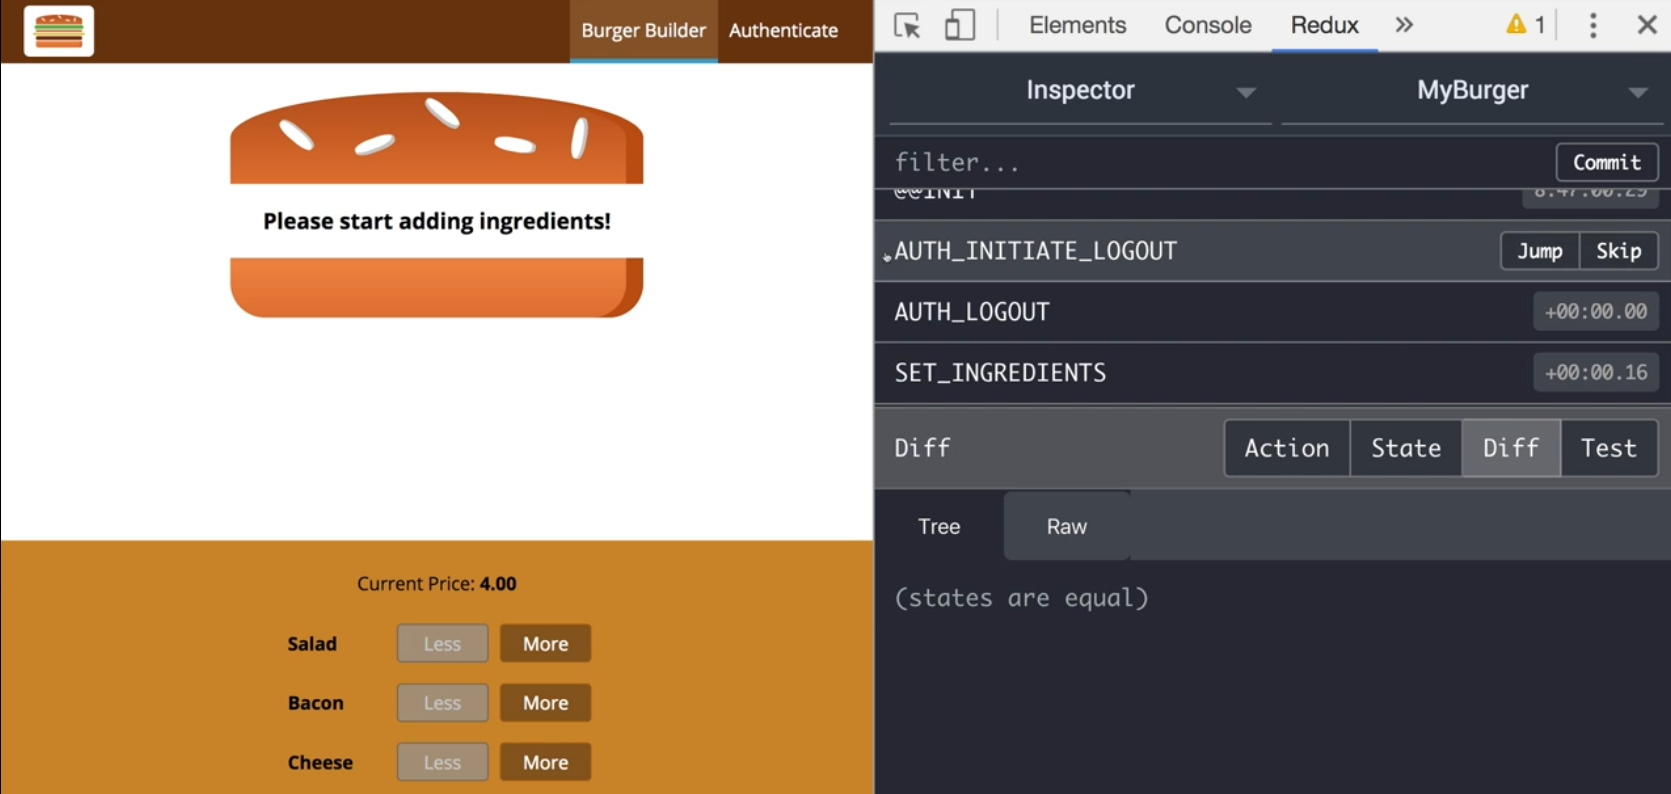 Burger Builder Authenticate
Please start adding ingredients!
Current Price: 4.00
Salad Less More
Bacon Less More
Cheese Less More
Elements Console Redux » 1
Inspector MyBurger
filter... Commit
@@INIT
AUTH_INITIATE_LOGOUT Jump Skip
AUTH_LOGOUT +00:00.00
SET_INGREDIENTS +00:00.16
Diff Action State Diff Test
Tree Raw
(states are equal)